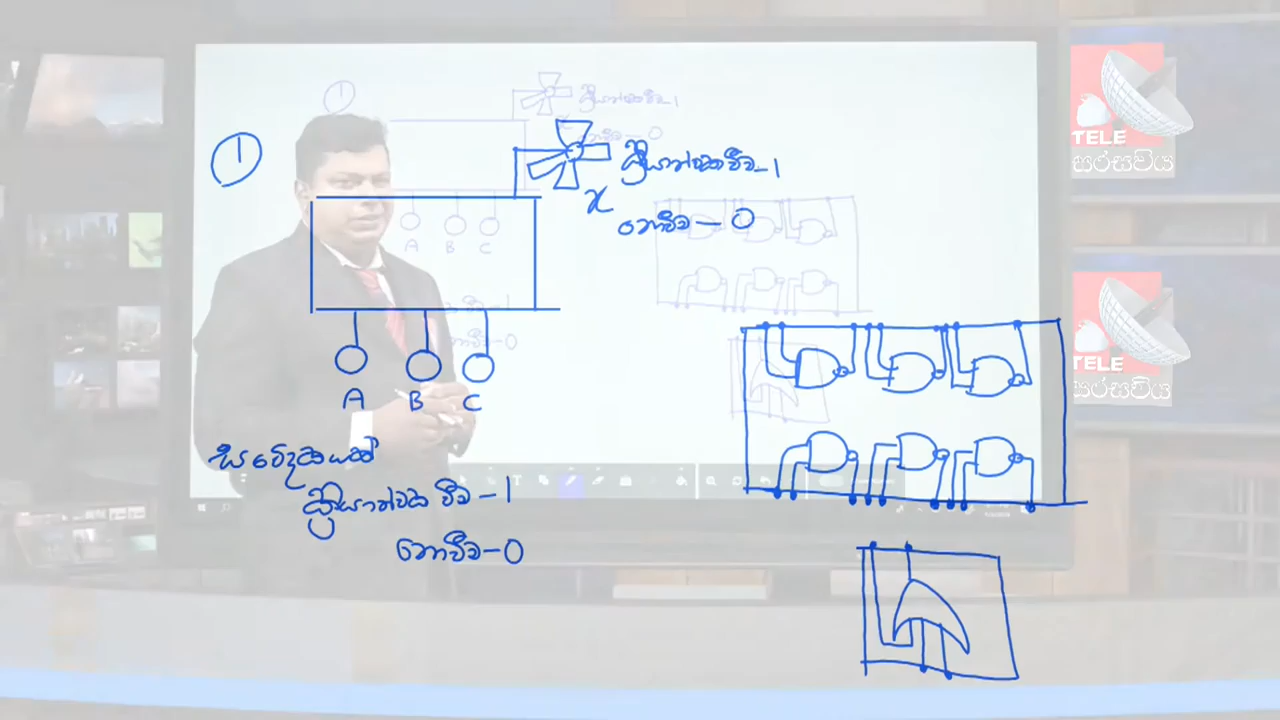 ①
ක්‍රියාත්මක වීම - 1
x
නොවීම - 0
A B C
සංවේදකයක්
ක්‍රියාත්මක වීම - 1
නොවීම - 0
TELE
සරසවිය
TELE
සරසවිය